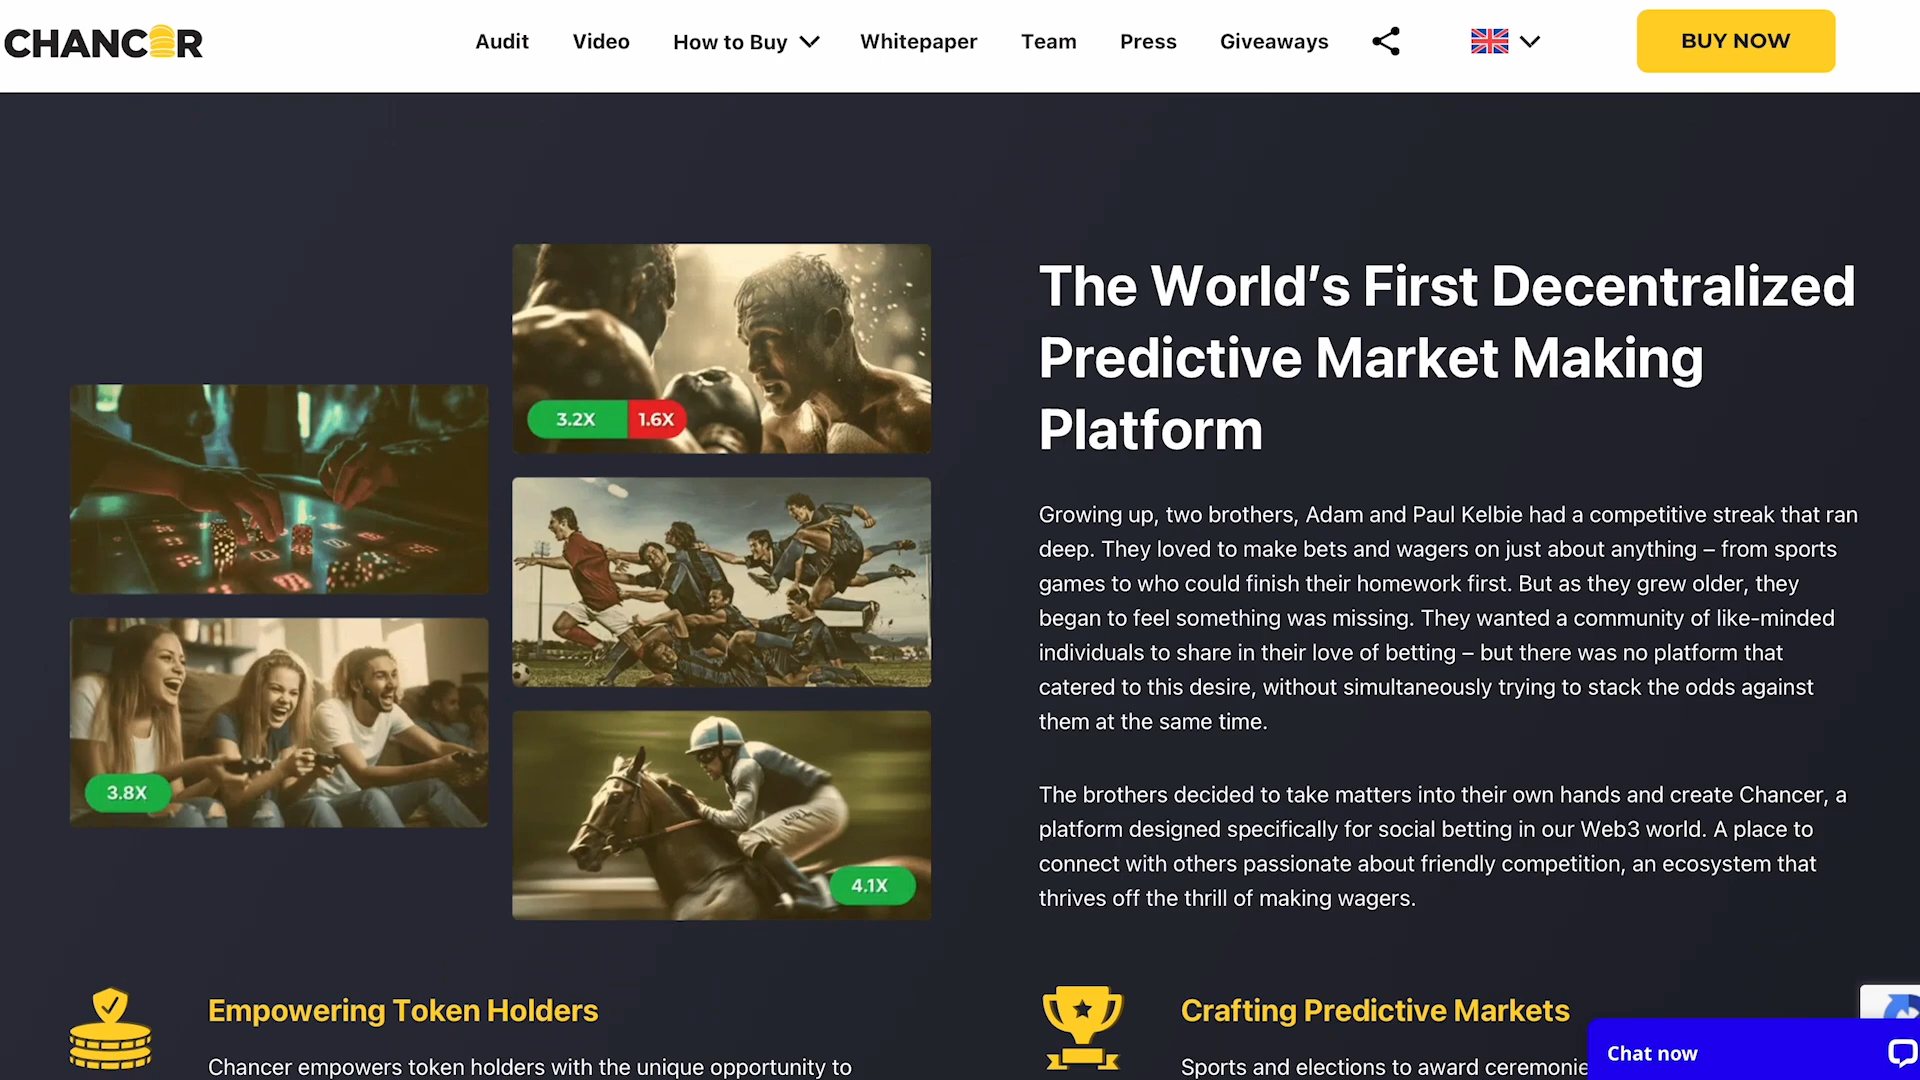 CHANCER
Audit
Video
How to Buy
Whitepaper
Team
Press
Giveaways
BUY NOW
3.2X
1.6X
3.8X
4.1X
The World's First Decentralized
Predictive Market Making
Platform
Growing up, two brothers, Adam and Paul Kelbie had a competitive streak that ran
deep. They loved to make bets and wagers on just about anything – from sports
games to who could finish their homework first. But as they grew older, they
began to feel something was missing. They wanted a community of like-minded
individuals to share in their love of betting – but there was no platform that
catered to this desire, without simultaneously trying to stack the odds against
them at the same time.
The brothers decided to take matters into their own hands and create Chancer, a
platform designed specifically for social betting in our Web3 world. A place to
connect with others passionate about friendly competition, an ecosystem that
thrives off the thrill of making wagers.
Empowering Token Holders
Chancer empowers token holders with the unique opportunity to
Crafting Predictive Markets
Sports and elections to award ceremonie
Chat now